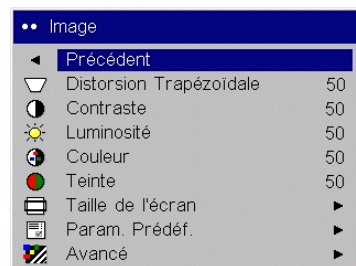 Image
Précédent
Distorsion Trapézoïdale 50
Contraste 50
Luminosité 50
Couleur 50
Teinte 50
Taille de l'écran
Param. Prédéf.
Avancé